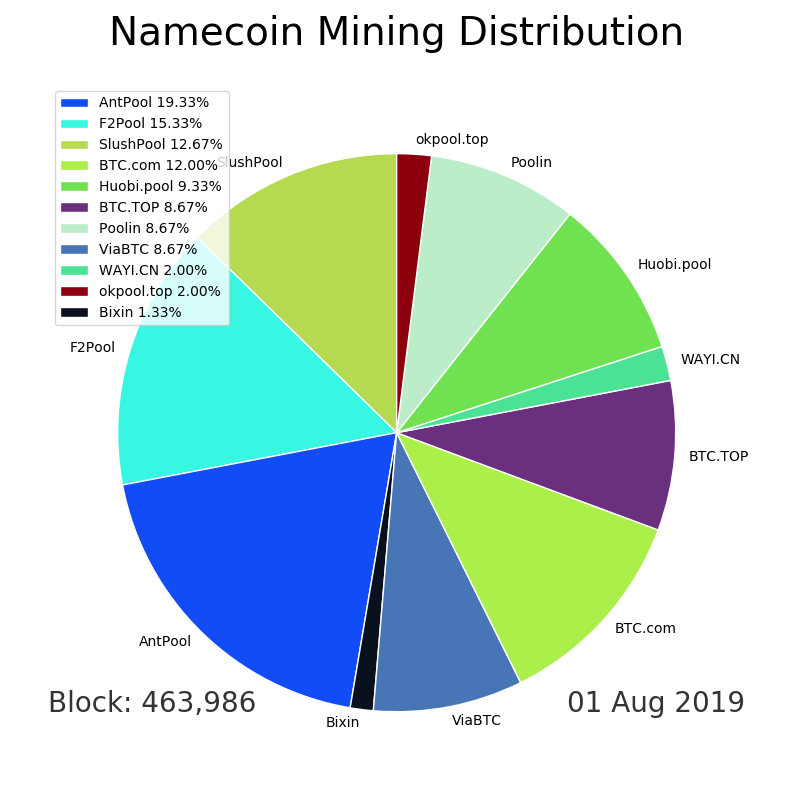 Namecoin Mining Distribution
AntPool 19.33%
F2Pool 15.33%
SlushPool 12.67%
BTC.com 12.00%
Huobi.pool 9.33%
BTC.TOP 8.67%
Poolin 8.67%
ViaBTC 8.67%
WAYI.CN 2.00%
okpool.top 2.00%
Bixin 1.33%
okpool.top
Poolin
SlushPool
Huobi.pool
F2Pool
WAYI.CN
BTC.TOP
BTC.com
AntPool
Bixin
ViaBTC
Block: 463,986
01 Aug 2019